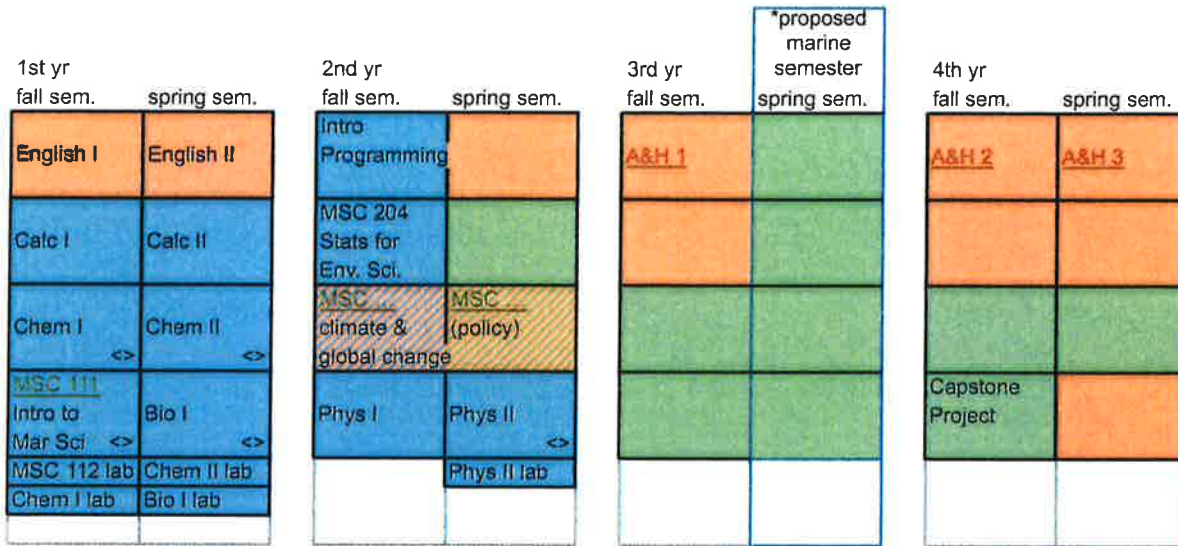 *proposed
marine
semester
1st yr
fall sem. spring sem.
2nd yr
fall sem. spring sem.
3rd yr
fall sem. spring sem.
4th yr
fall sem. spring sem.
English I
English II
Calc I
Calc II
Chem I
<>
Chem II
<>
MSC 111
Intro to
Mar Sci <>
Bio I
<>
MSC 112 lab
Chem II lab
Chem I lab
Bio I lab
Intro
Programming
MSC 204
Stats for
Env. Sci.
MSC ...
climate &
global change
MSC ...
(policy)
Phys I
Phys II
<>
Phys II lab
A&H 1
A&H 2
A&H 3
Capstone
Project